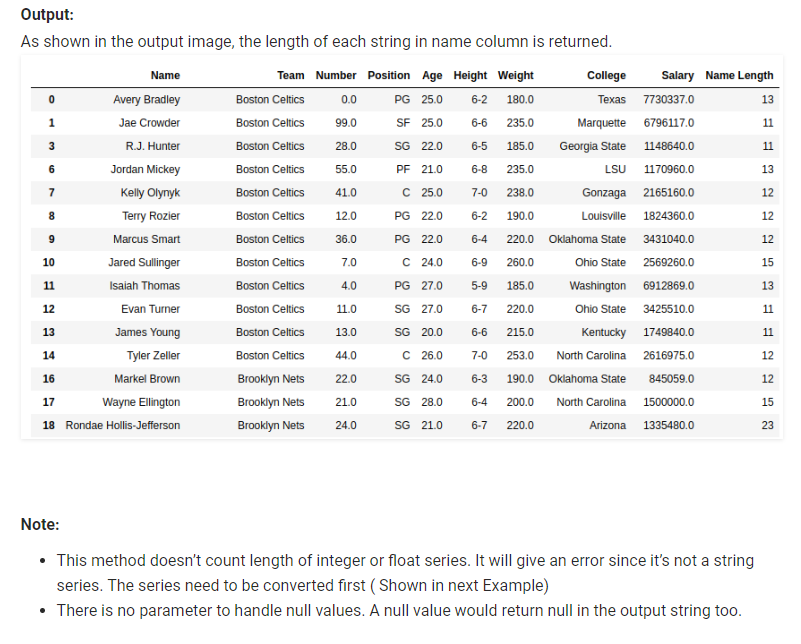 Output:
As shown in the output image, the length of each string in name column is returned.
Name Team Number Position Age Height Weight College Salary Name Length
0 Avery Bradley Boston Celtics 0.0 PG 25.0 6-2 180.0 Texas 7730337.0 13
1 Jae Crowder Boston Celtics 99.0 SF 25.0 6-6 235.0 Marquette 6796117.0 11
3 R.J. Hunter Boston Celtics 28.0 SG 22.0 6-5 185.0 Georgia State 1148640.0 11
6 Jordan Mickey Boston Celtics 55.0 PF 21.0 6-8 235.0 LSU 1170960.0 13
7 Kelly Olynyk Boston Celtics 41.0 C 25.0 7-0 238.0 Gonzaga 2165160.0 12
8 Terry Rozier Boston Celtics 12.0 PG 22.0 6-2 190.0 Louisville 1824360.0 12
9 Marcus Smart Boston Celtics 36.0 PG 22.0 6-4 220.0 Oklahoma State 3431040.0 12
10 Jared Sullinger Boston Celtics 7.0 C 24.0 6-9 260.0 Ohio State 2569260.0 15
11 Isaiah Thomas Boston Celtics 4.0 PG 27.0 5-9 185.0 Washington 6912869.0 13
12 Evan Turner Boston Celtics 11.0 SG 27.0 6-7 220.0 Ohio State 3425510.0 11
13 James Young Boston Celtics 13.0 SG 20.0 6-6 215.0 Kentucky 1749840.0 11
14 Tyler Zeller Boston Celtics 44.0 C 26.0 7-0 253.0 North Carolina 2616975.0 12
16 Markel Brown Brooklyn Nets 22.0 SG 24.0 6-3 190.0 Oklahoma State 845059.0 12
17 Wayne Ellington Brooklyn Nets 21.0 SG 28.0 6-4 200.0 North Carolina 1500000.0 15
18 Rondae Hollis-Jefferson Brooklyn Nets 24.0 SG 21.0 6-7 220.0 Arizona 1335480.0 23
Note:
• This method doesn’t count length of integer or float series. It will give an error since it’s not a string
series. The series need to be converted first ( Shown in next Example)
• There is no parameter to handle null values. A null value would return null in the output string too.